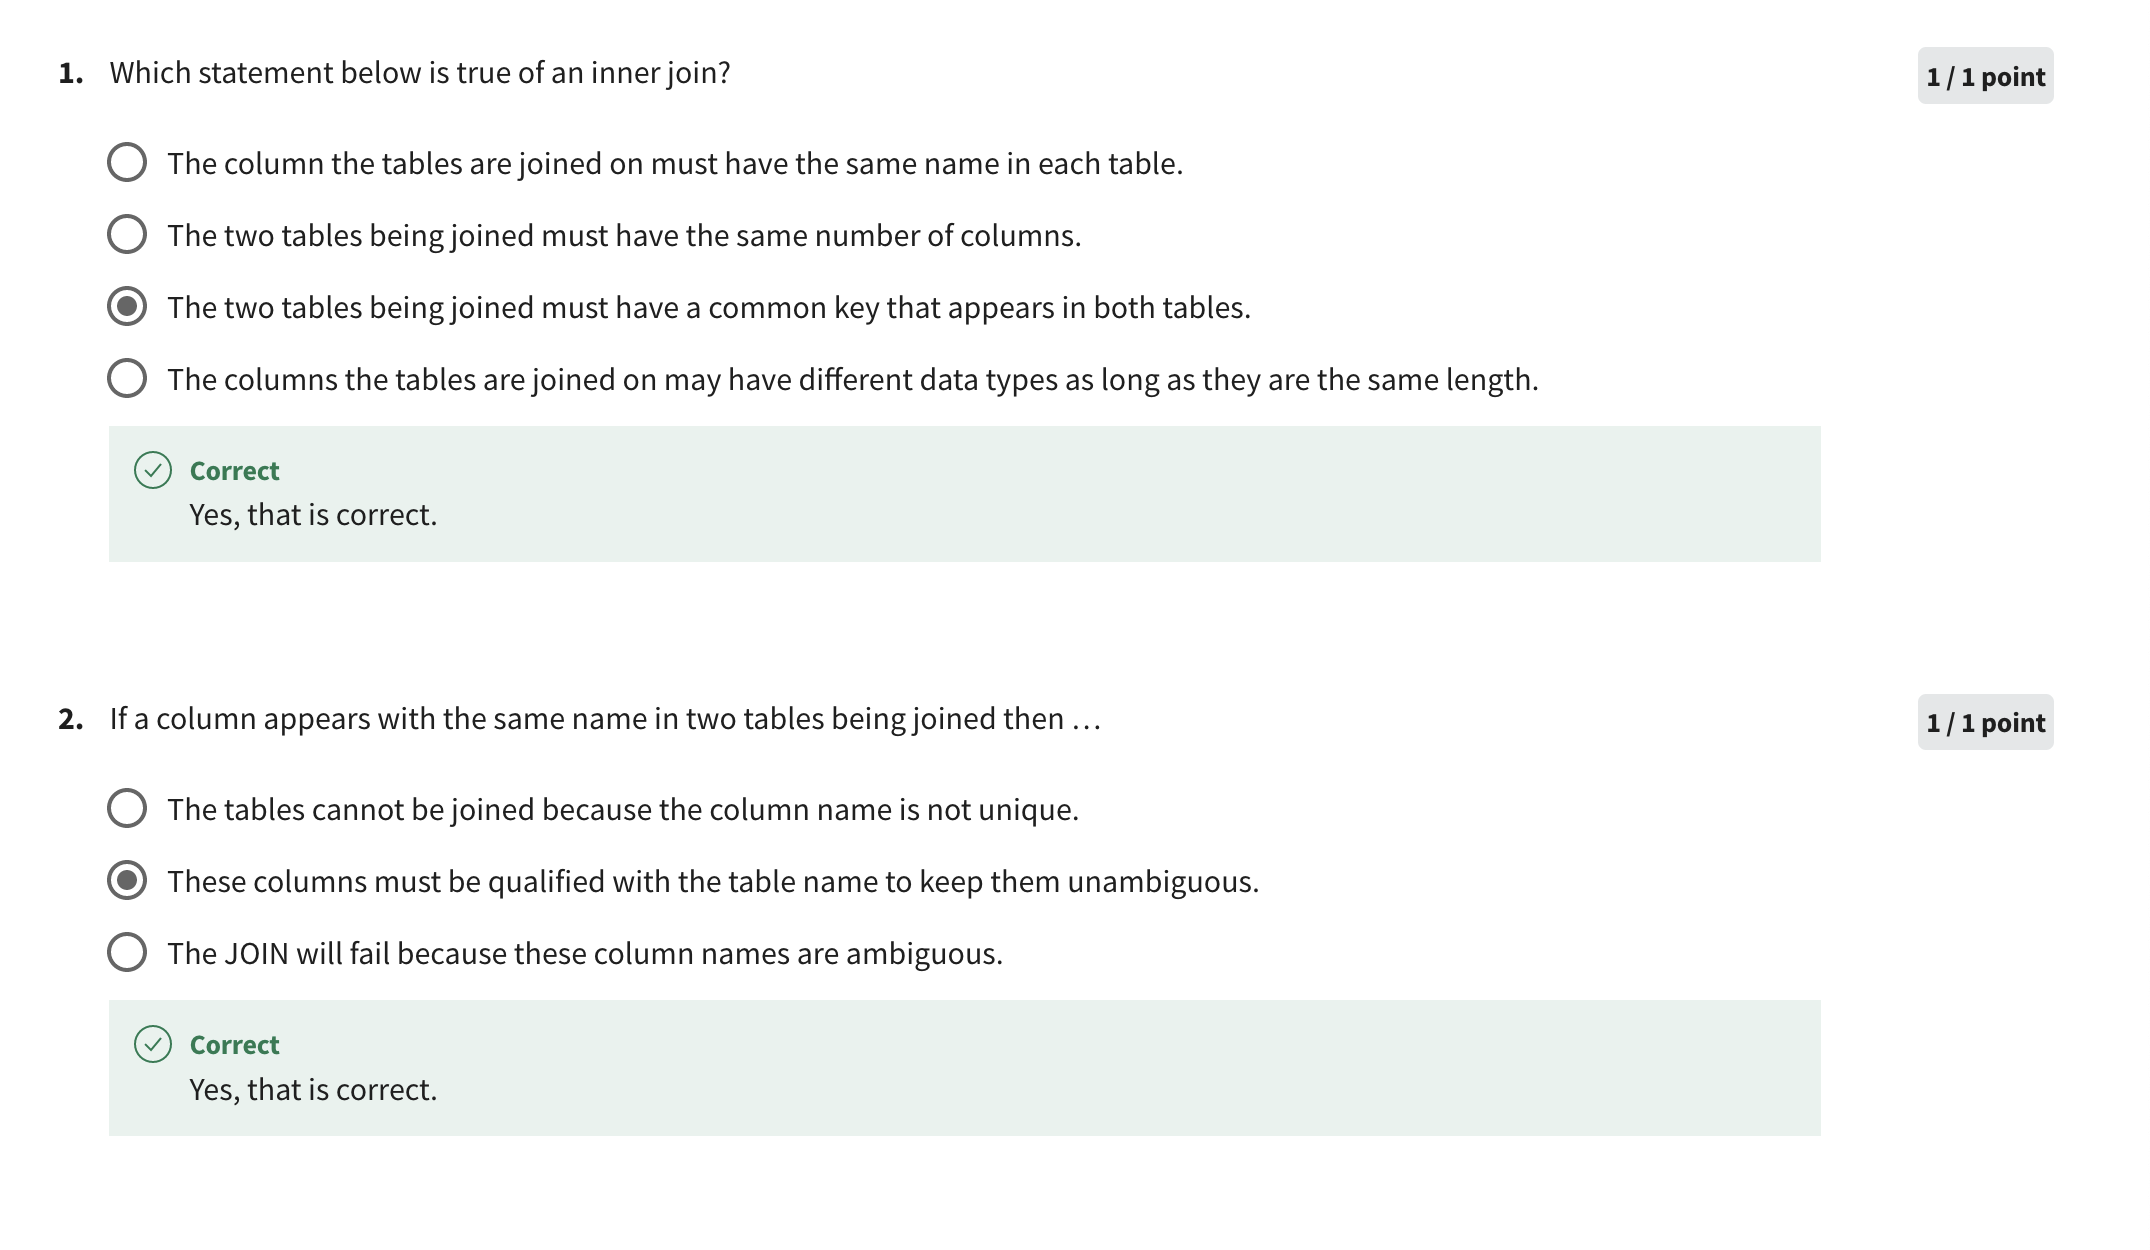 1. Which statement below is true of an inner join?
1 / 1 point
The column the tables are joined on must have the same name in each table.
The two tables being joined must have the same number of columns.
The two tables being joined must have a common key that appears in both tables.
The columns the tables are joined on may have different data types as long as they are the same length.
Correct
Yes, that is correct.
2. If a column appears with the same name in two tables being joined then …
1 / 1 point
The tables cannot be joined because the column name is not unique.
These columns must be qualified with the table name to keep them unambiguous.
The JOIN will fail because these column names are ambiguous.
Correct
Yes, that is correct.